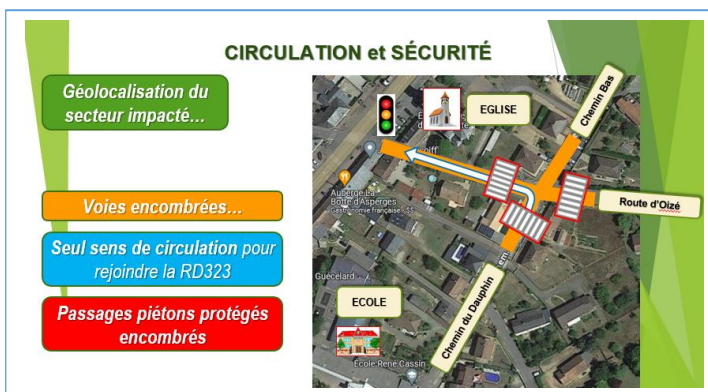 CIRCULATION et SÉCURITÉ
Géolocalisation du
secteur impacté…
Voies encombrées…
Seul sens de circulation pour
rejoindre la RD323
Passages piétons protégés
encombrés
EGLISE
Chemin Bas
Auberge La
Botte d'Asperges
Gastronomie française • $$
Route d'Oizé
Guécelard
ECOLE
Chemin du Dauphin
École René Cassin